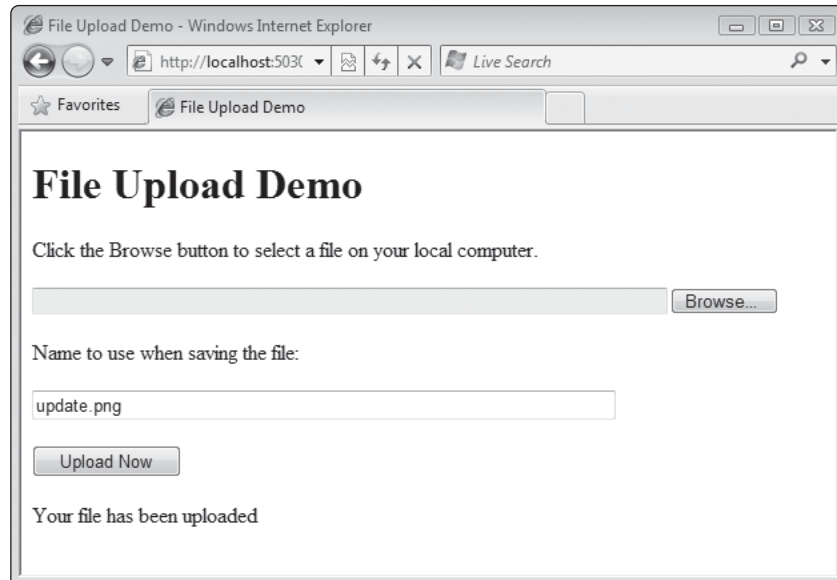 File Upload Demo - Windows Internet Explorer
http://localhost:5030
Live Search
Favorites
File Upload Demo
File Upload Demo
Click the Browse button to select a file on your local computer.
Browse...
Name to use when saving the file:
update.png
Upload Now
Your file has been uploaded